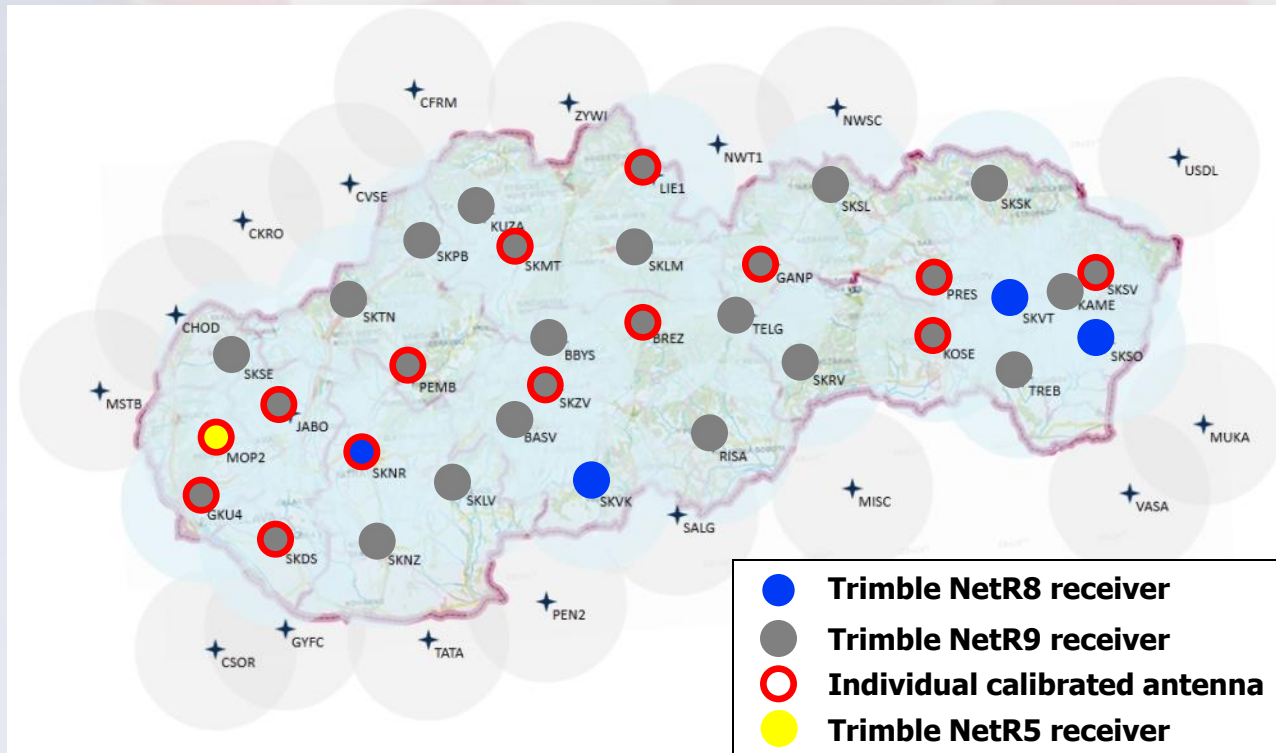 CFRM
ZYWI
NWSC
NWT1
USDL
LIE1
CVSE
SKSL
SKSK
CKRO
KUZA
SKPB
SKMT
SKLM
GANP
PRES
SKSV
KAME
SKVT
SKTN
CHOD
TELG
BREZ
BBYS
KOSE
SKSO
SKSE
PEMB
SKRV
TREB
MSTB
SKZV
JABO
BASV
MUKA
MOP2
RISA
SKNR
SKLV
SKVK
MISC
VASA
GKU4
SALG
SKDS
SKNZ
PEN2
GYFC
TATA
CSOR
Trimble NetR8 receiver
Trimble NetR9 receiver
Individual calibrated antenna
Trimble NetR5 receiver